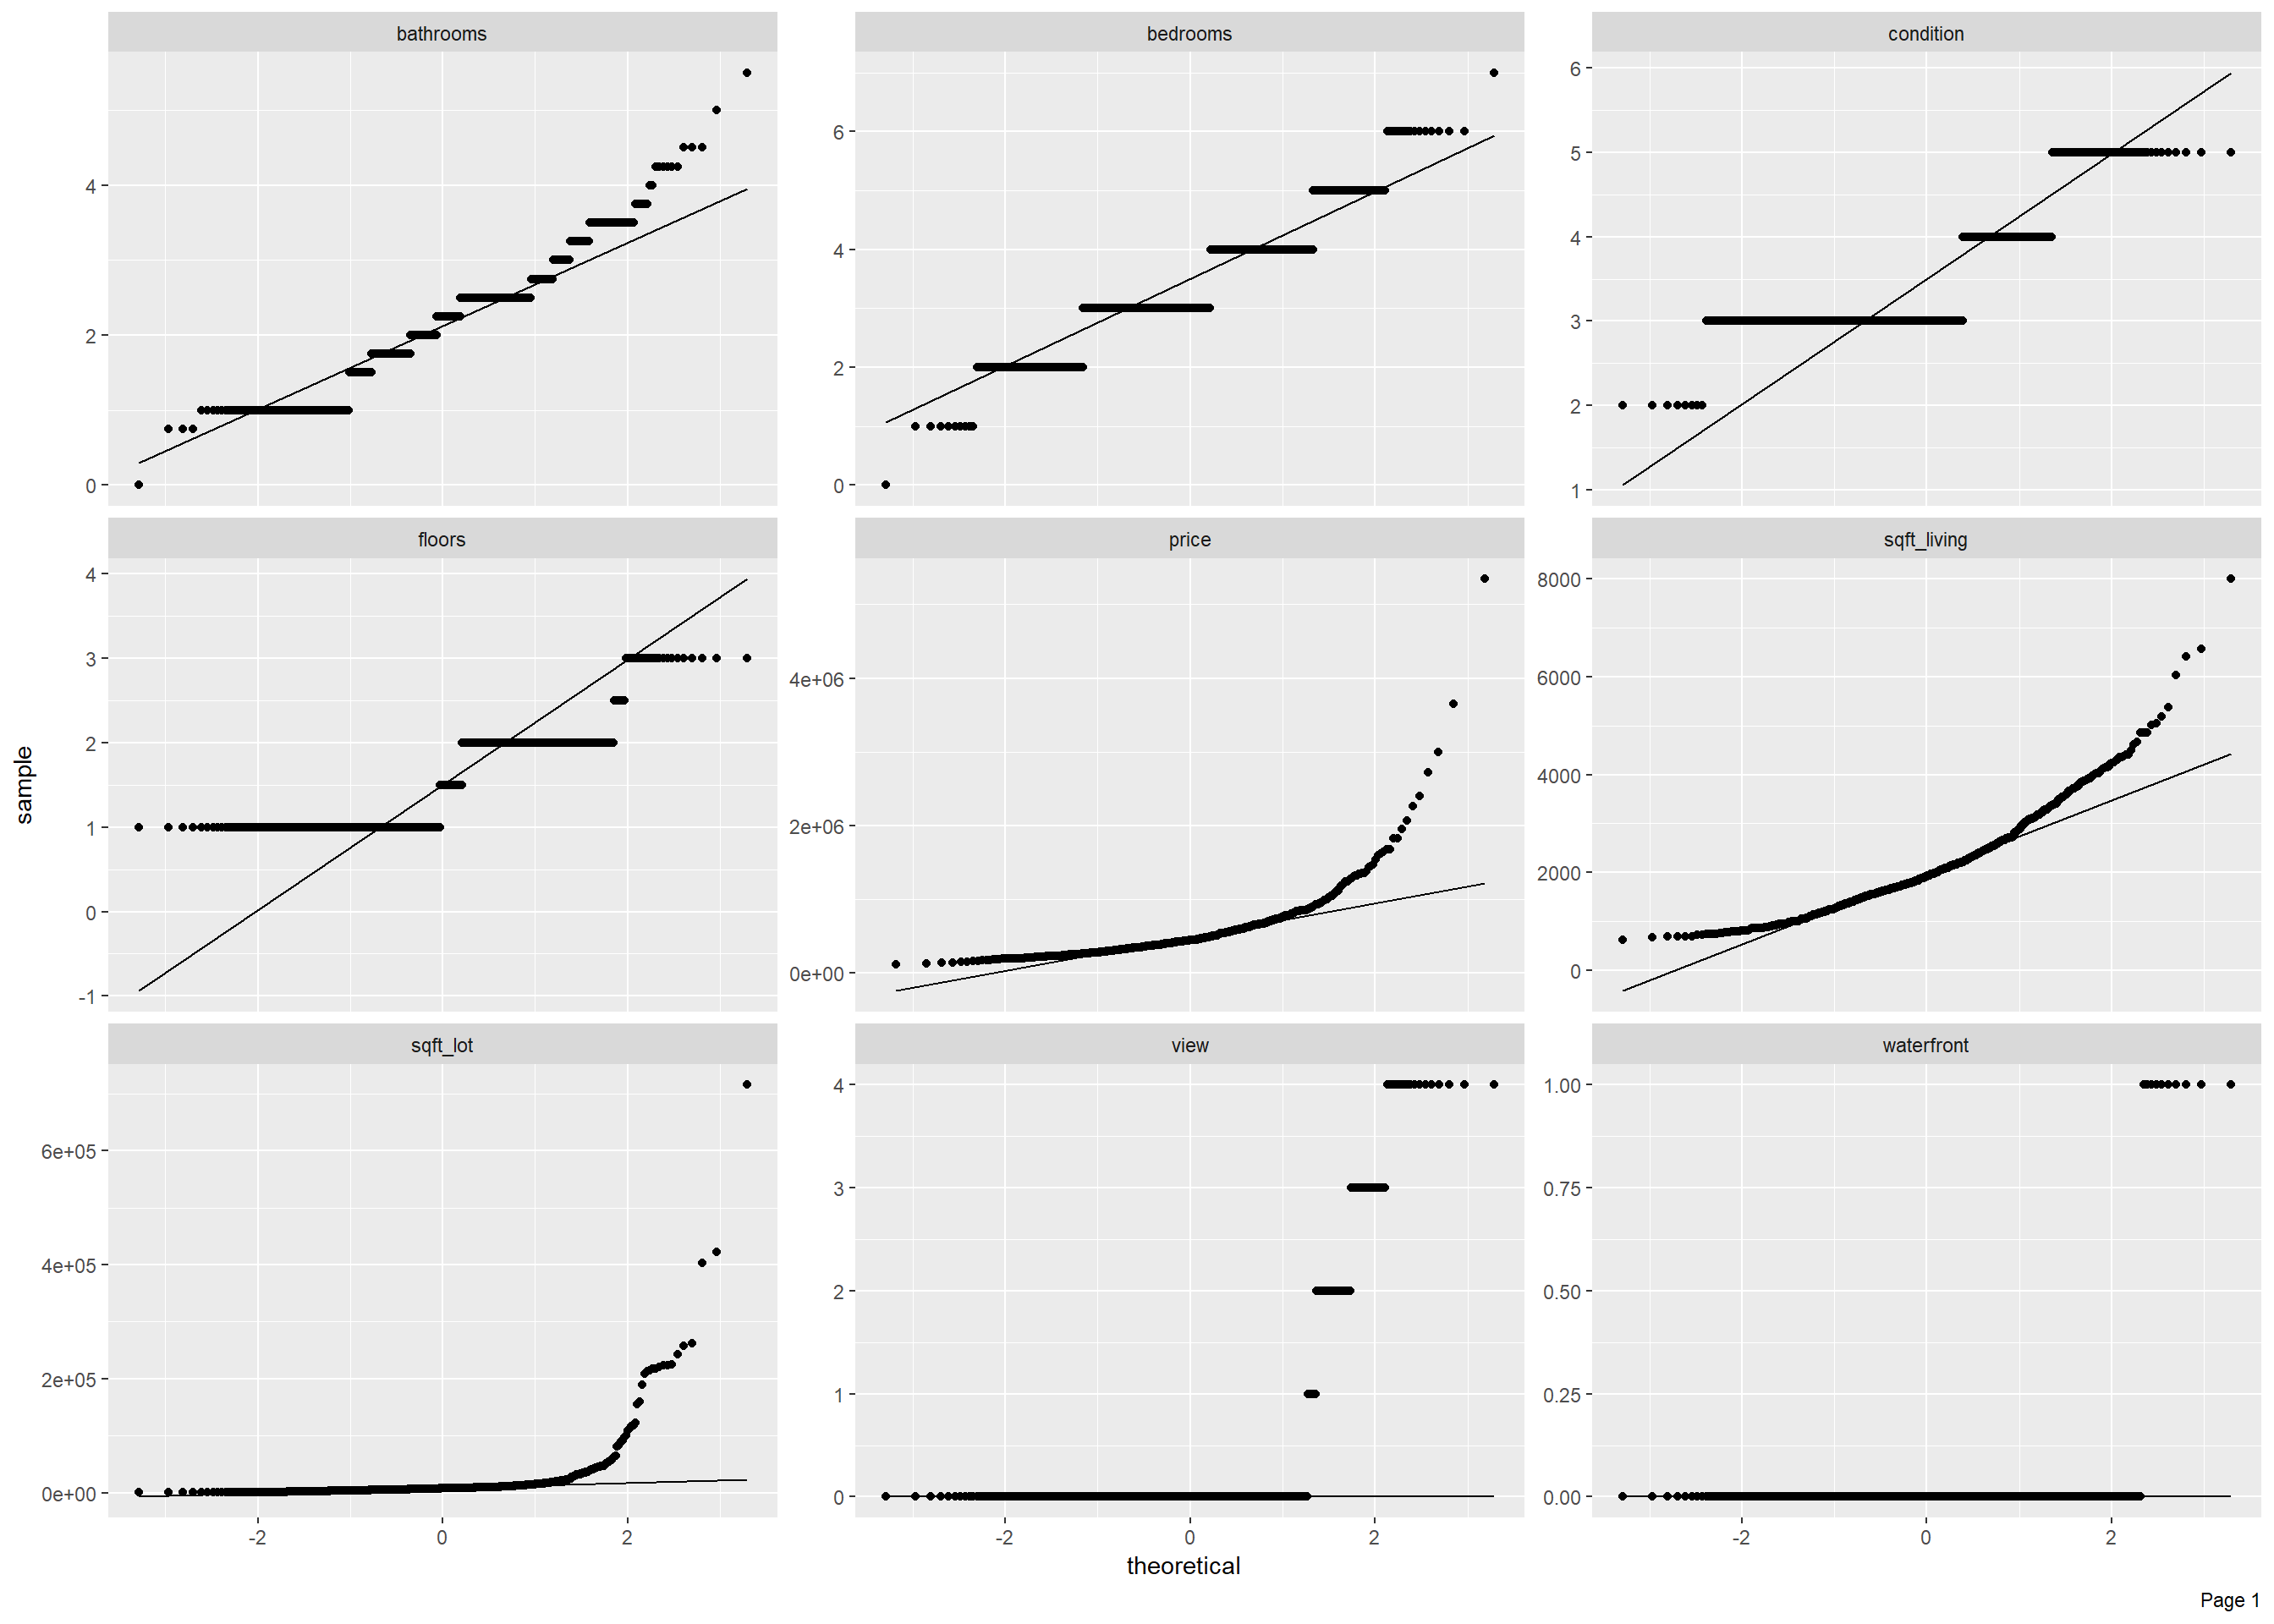 bathrooms
bedrooms
condition
4
2
0
6
4
2
0
6
5
4
3
2
1
floors
price
sqft_living
4
3
2
1
0
-1
4e+06
2e+06
0e+00
8000
6000
4000
2000
0
sample
sqft_lot
view
waterfront
6e+05
4e+05
2e+05
0e+00
4
3
2
1
0
1.00
0.75
0.50
0.25
0.00
-2 0 2
-2 0 2
-2 0 2
theoretical
Page 1